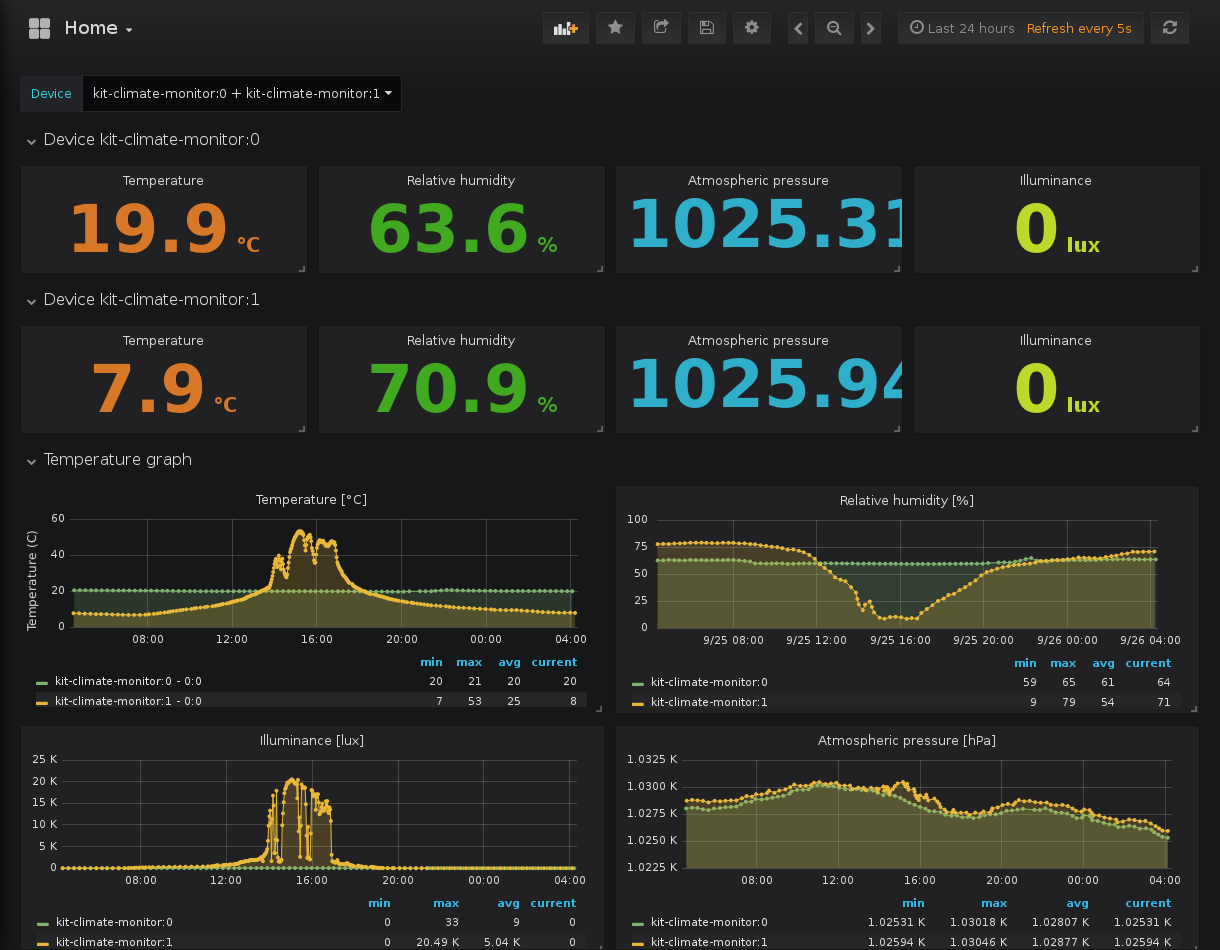 Home
Last 24 hours Refresh every 5s
Device kit-climate-monitor:0 + kit-climate-monitor:1
Device kit-climate-monitor:0
Temperature Relative humidity Atmospheric pressure Illuminance
19.9 °C 63.6 % 1025.31 0 lux
Device kit-climate-monitor:1
Temperature Relative humidity Atmospheric pressure Illuminance
7.9 °C 70.9 % 1025.94 0 lux
Temperature graph
Temperature [°C]
Temperature (C)
60
40
20
0
08:00 12:00 16:00 20:00 00:00 04:00
min max avg current
kit-climate-monitor:0 - 0:0 20 21 20 20
kit-climate-monitor:1 - 0:0 7 53 25 8
Relative humidity [%]
100
75
50
25
0
9/25 08:00 9/25 12:00 9/25 16:00 9/25 20:00 9/26 00:00 9/26 04:00
min max avg current
kit-climate-monitor:0 59 65 61 64
kit-climate-monitor:1 9 79 54 71
Illuminance [lux]
25 K
20 K
15 K
10 K
5 K
0
08:00 12:00 16:00 20:00 00:00 04:00
min max avg current
kit-climate-monitor:0 0 33 9 0
kit-climate-monitor:1 0 20.49 K 5.04 K 0
Atmospheric pressure [hPa]
1.0325 K
1.0300 K
1.0275 K
1.0250 K
1.0225 K
08:00 12:00 16:00 20:00 00:00 04:00
min max avg current
kit-climate-monitor:0 1.02531 K 1.03018 K 1.02807 K 1.02531 K
kit-climate-monitor:1 1.02594 K 1.03046 K 1.02877 K 1.02594 K